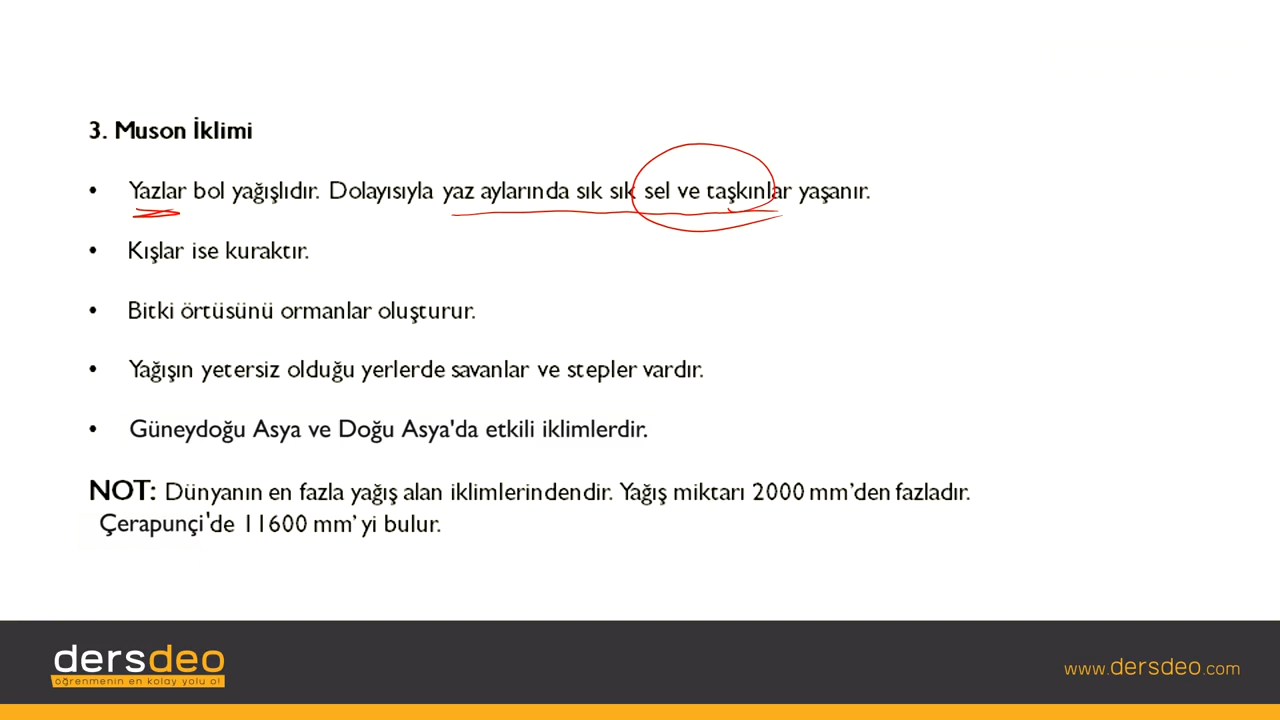 3. Muson İklimi
• Yazlar bol yağışlıdır. Dolayısıyla yaz aylarında sık sık sel ve taşkınlar yaşanır.
• Kışlar ise kuraktır.
• Bitki örtüsünü ormanlar oluşturur.
• Yağışın yetersiz olduğu yerlerde savanlar ve stepler vardır.
• Güneydoğu Asya ve Doğu Asya'da etkili iklimlerdir.
NOT: Dünyanın en fazla yağış alan iklimlerindendir. Yağış miktarı 2000 mm’den fazladır.
Çerapunçi'de 11600 mm’ yi bulur.
dersdeo
öğrenmenin en kolay yolu o!
www.dersdeo.com